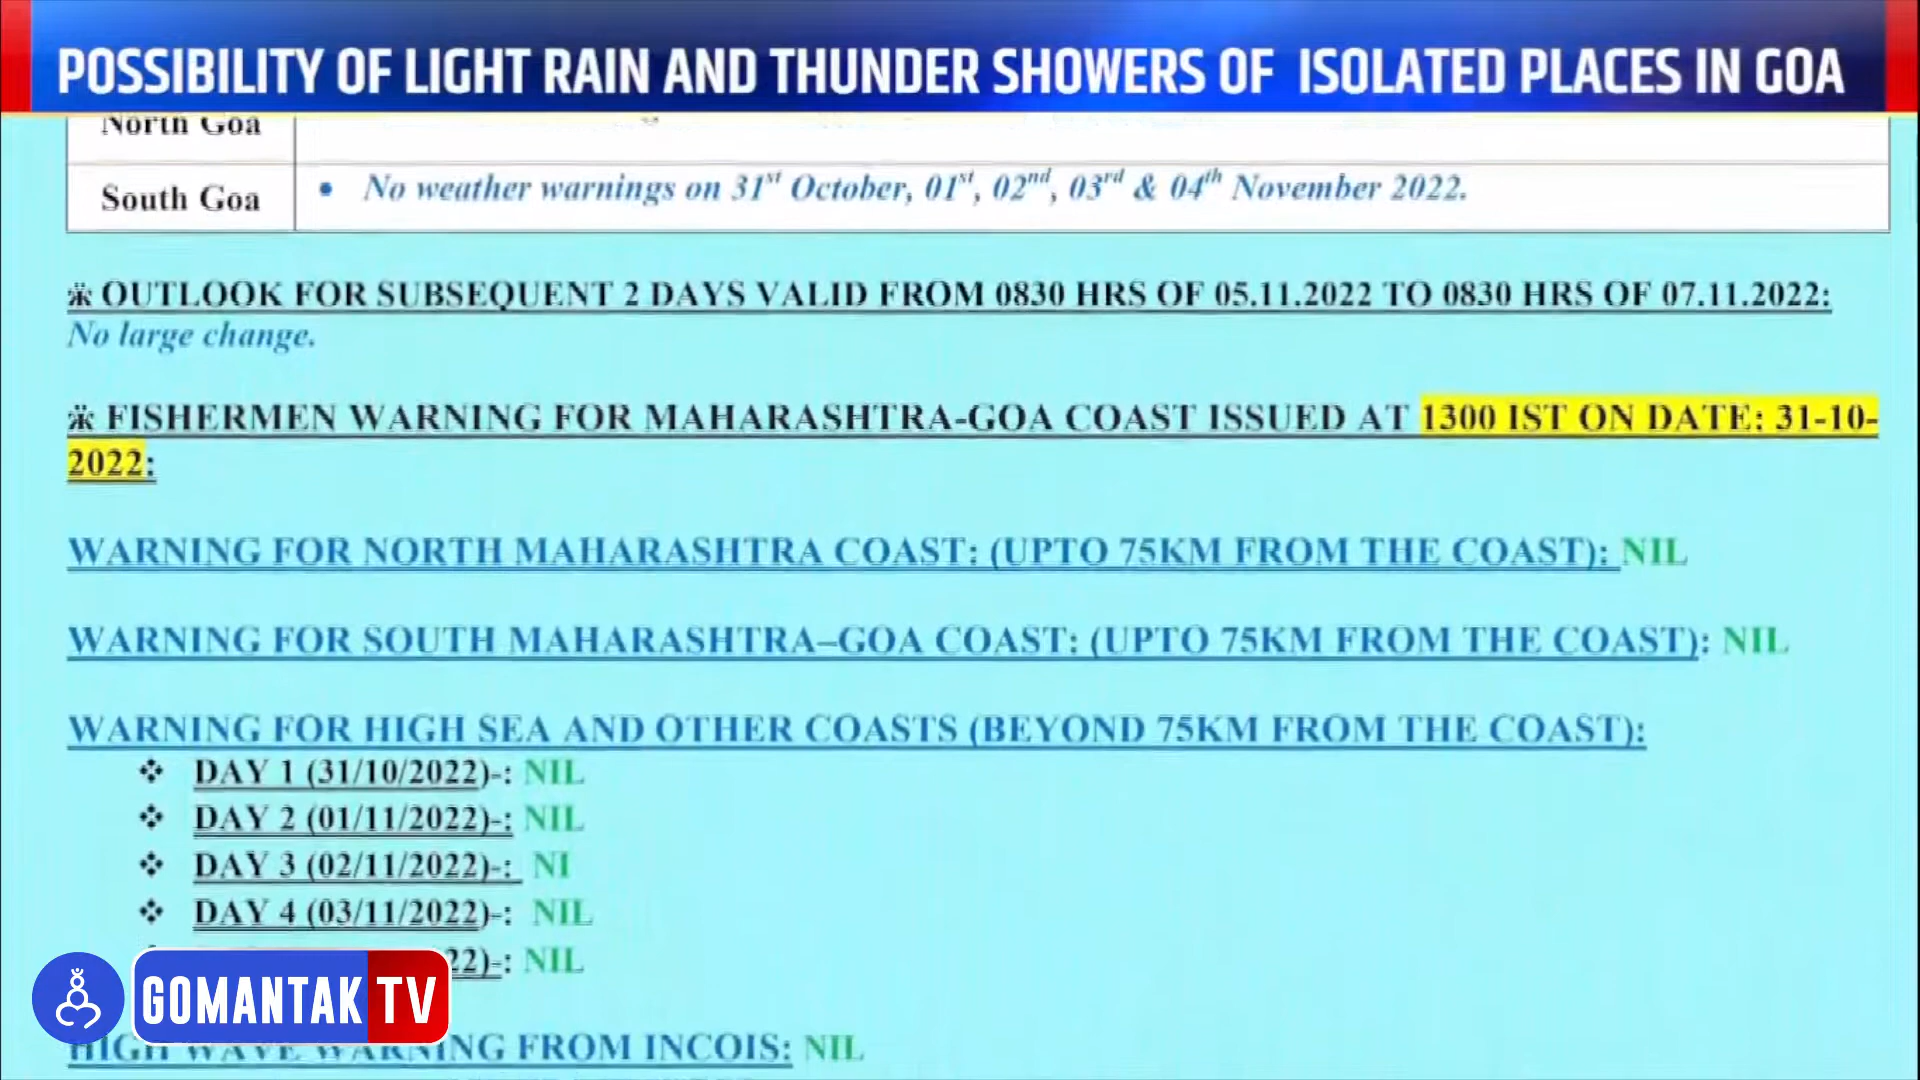 POSSIBILITY OF LIGHT RAIN AND THUNDER SHOWERS OF ISOLATED PLACES IN GOA
North Goa
South Goa
• No weather warnings on 31st October, 01st, 02nd, 03rd & 04th November 2022.
OUTLOOK FOR SUBSEQUENT 2 DAYS VALID FROM 0830 HRS OF 05.11.2022 TO 0830 HRS OF 07.11.2022:
No large change.
FISHERMEN WARNING FOR MAHARASHTRA-GOA COAST ISSUED AT 1300 IST ON DATE: 31-10-
2022:
WARNING FOR NORTH MAHARASHTRA COAST: (UPTO 75KM FROM THE COAST): NIL
WARNING FOR SOUTH MAHARASHTRA–GOA COAST: (UPTO 75KM FROM THE COAST): NIL
WARNING FOR HIGH SEA AND OTHER COASTS (BEYOND 75KM FROM THE COAST):
❖ DAY 1 (31/10/2022)-: NIL
❖ DAY 2 (01/11/2022)-: NIL
❖ DAY 3 (02/11/2022)-: NI
❖ DAY 4 (03/11/2022)-: NIL
22)-: NIL
GOMANTAK TV
HIGH WAVE WARNING FROM INCOIS: NIL